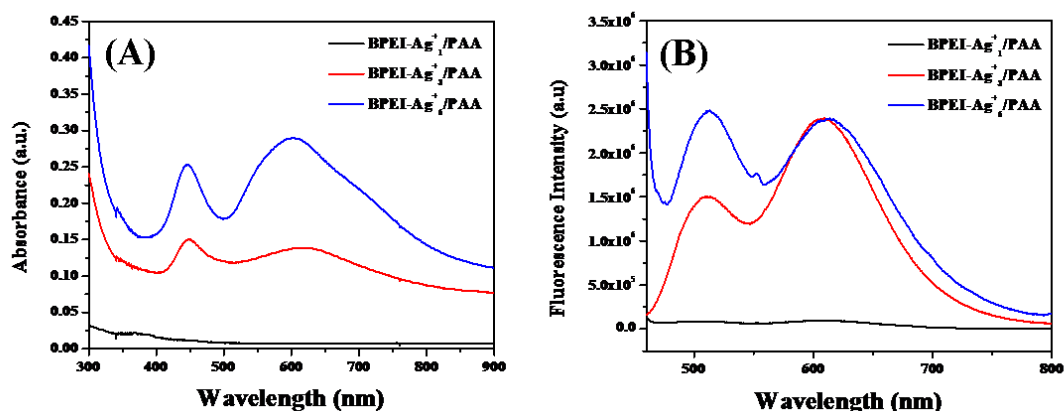 (A)
BPEI-Ag⁺₁/PAA
BPEI-Ag⁺₃/PAA
BPEI-Ag⁺₆/PAA
0.45
0.40
0.35
0.30
0.25
0.20
0.15
0.10
0.05
0.00
Absorbance (a.u.)
300 400 500 600 700 800 900
Wavelength (nm)
(B)
BPEI-Ag⁺₁/PAA
BPEI-Ag⁺₃/PAA
BPEI-Ag⁺₆/PAA
3.5x10⁶
3.0x10⁶
2.5x10⁶
2.0x10⁶
1.5x10⁶
1.0x10⁶
5.0x10⁵
0.0
Fluorescence Intensity (a.u)
500 600 700 800
Wavelength (nm)